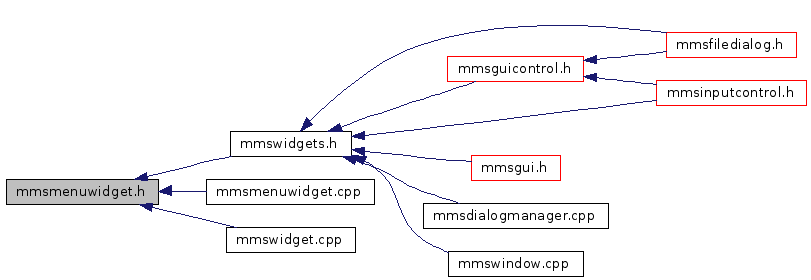 mmsfiledialog.h
mmsguicontrol.h
mmsinputcontrol.h
mmswidgets.h
mmsgui.h
mmsmenuwidget.h
mmsmenuwidget.cpp
mmsdialogmanager.cpp
mmswidget.cpp
mmswindow.cpp